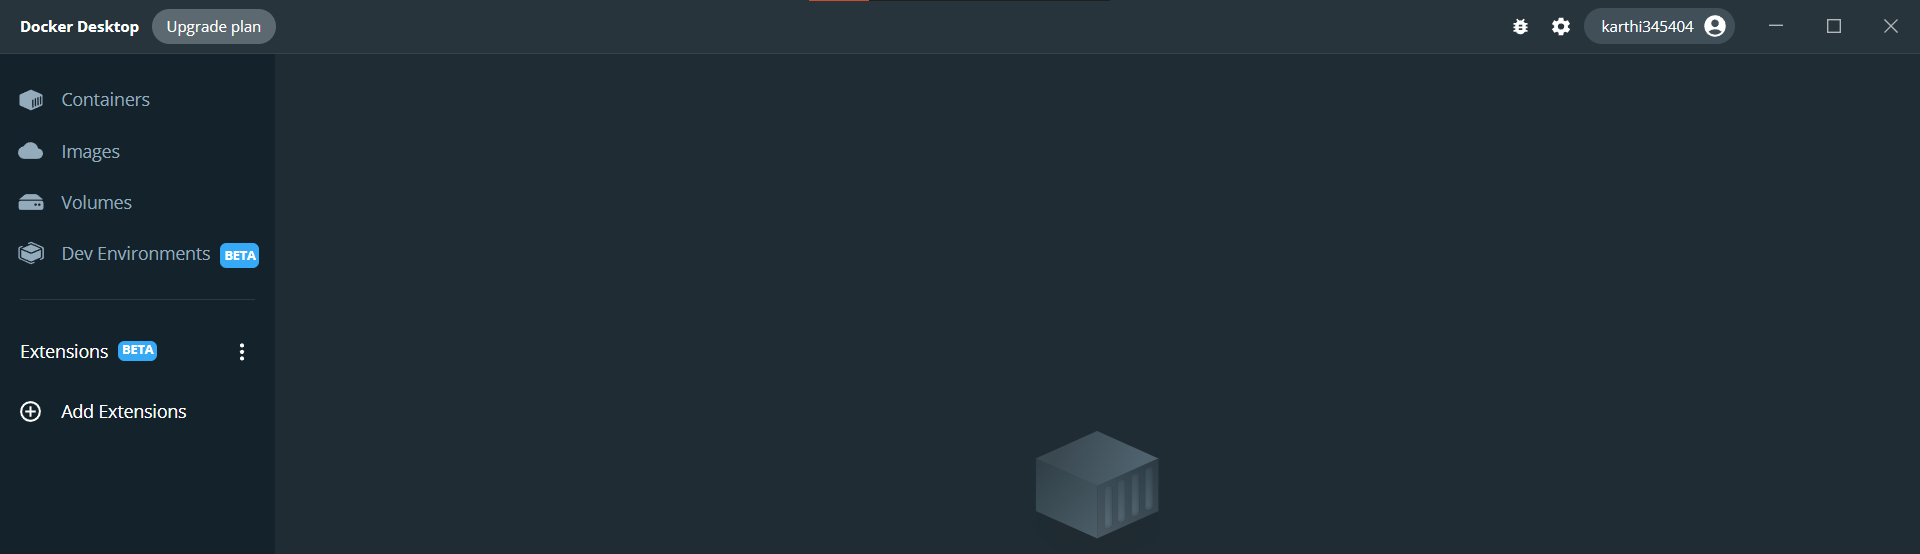 Docker Desktop Upgrade plan karthi345404
Containers
Images
Volumes
Dev Environments BETA
Extensions BETA
Add Extensions